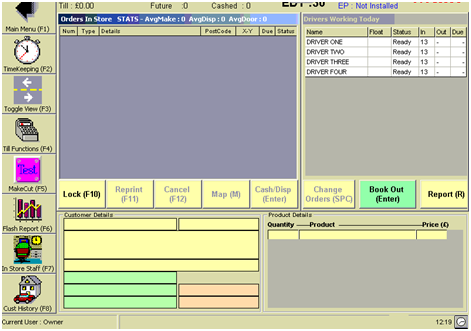 Till : £0.00 Future :0 Cashed : 0 EP : Not Installed
Main Menu (F1)
Orders In Store STATS - AvgMake : 0 AvgDisp : 0 AvgDoor : 0
Drivers Working Today
Num Type Details PostCode X-Y Due Status
Name Float Status In Out Due
DRIVER ONE Ready 13 - -
DRIVER TWO Ready 13 - -
DRIVER THREE Ready 13 - -
DRIVER FOUR Ready 13 - -
TimeKeeping (F2)
Toggle View (F3)
Till Functions (F4)
Test
MakeCut (F5)
Lock (F10)
Reprint
(F11)
Cancel
(F12)
Map (M)
Cash/Disp
(Enter)
Change
Orders (SPC)
Book Out
(Enter)
Report (R)
Flash Report (F6)
In Store Staff (F7)
Cust History (F8)
Customer Details
Product Details
Quantity Product Price (£)
Current User : Owner
12:19